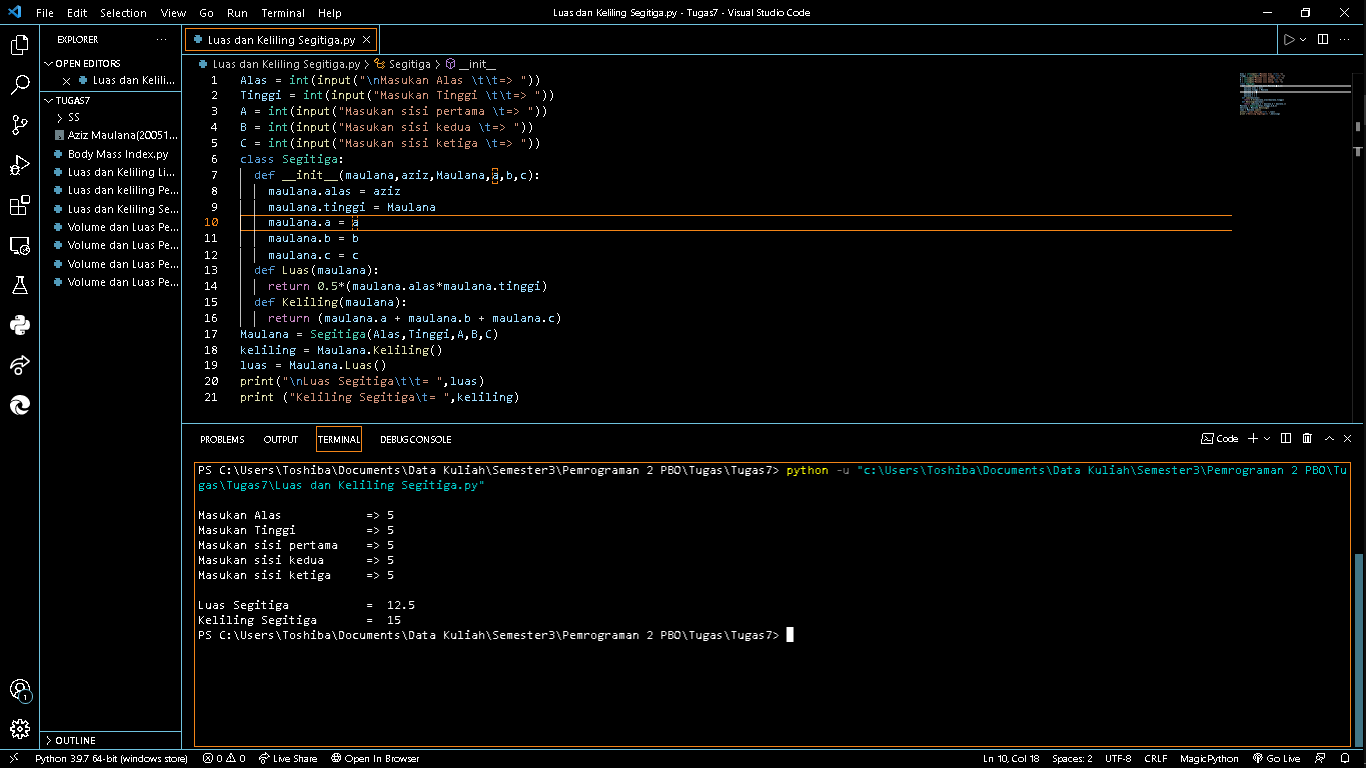 File Edit Selection View Go Run Terminal Help
Luas dan Keliling Segitiga.py - Tugas7 - Visual Studio Code
EXPLORER ...
OPEN EDITORS
Luas dan Kelili...
TUGAS7
SS
Aziz Maulana(20051...
Body Mass Index.py
Luas dan Keliling Li...
Luas dan keliling Pe...
Luas dan Keliling Se...
Volume dan Luas Pe...
Volume dan Luas Pe...
Volume dan Luas Pe...
Volume dan Luas Pe...
OUTLINE
Luas dan Keliling Segitiga.py
Luas dan Keliling Segitiga.py > Segitiga > __init__
1 Alas = int(input("\nMasukan Alas \t\t=> "))
2 Tinggi = int(input("Masukan Tinggi \t\t=> "))
3 A = int(input("Masukan sisi pertama \t=> "))
4 B = int(input("Masukan sisi kedua \t=> "))
5 C = int(input("Masukan sisi ketiga \t=> "))
6 class Segitiga:
7 def __init__(maulana,aziz,Maulana,a,b,c):
8 maulana.alas = aziz
9 maulana.tinggi = Maulana
10 maulana.a = a
11 maulana.b = b
12 maulana.c = c
13 def Luas(maulana):
14 return 0.5*(maulana.alas*maulana.tinggi)
15 def Keliling(maulana):
16 return (maulana.a + maulana.b + maulana.c)
17 Maulana = Segitiga(Alas,Tinggi,A,B,C)
18 keliling = Maulana.Keliling()
19 luas = Maulana.Luas()
20 print("\nLuas Segitiga\t\t= ",luas)
21 print ("Keliling Segitiga\t= ",keliling)
PROBLEMS OUTPUT TERMINAL DEBUG CONSOLE
Code
PS C:\Users\Toshiba\Documents\Data Kuliah\Semester3\Pemrograman 2 PBO\Tugas\Tugas7> python -u "c:\Users\Toshiba\Documents\Data Kuliah\Semester3\Pemrograman 2 PBO\Tu
gas\Tugas7\Luas dan Keliling Segitiga.py"
Masukan Alas => 5
Masukan Tinggi => 5
Masukan sisi pertama => 5
Masukan sisi kedua => 5
Masukan sisi ketiga => 5
Luas Segitiga = 12.5
Keliling Segitiga = 15
PS C:\Users\Toshiba\Documents\Data Kuliah\Semester3\Pemrograman 2 PBO\Tugas\Tugas7>
1
Python 3.9.7 64-bit (windows store) 0 0 Live Share Open In Browser
Ln 10, Col 18 Spaces: 2 UTF-8 CRLF MagicPython Go Live